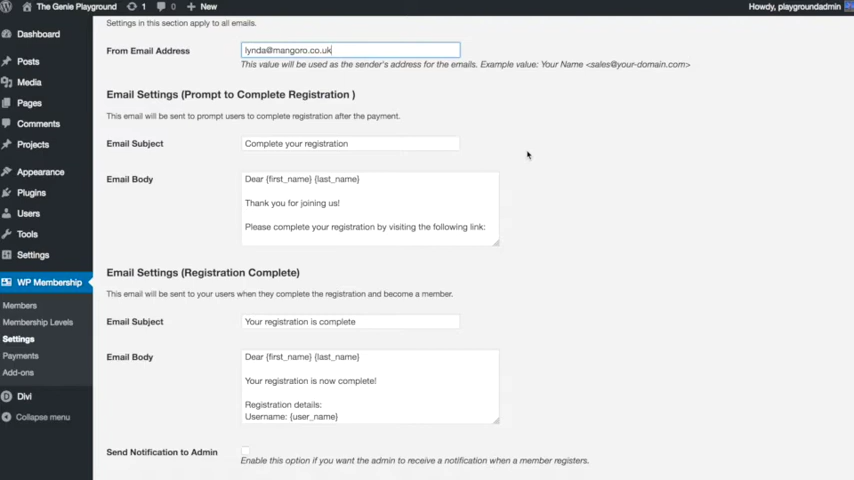 The Genie Playground 1 0 New Howdy, playgroundadmin
Settings in this section apply to all emails.
Dashboard
From Email Address lynda@mangoro.co.uk
Posts
This value will be used as the sender's address for the emails. Example value: Your Name <sales@your-domain.com>
Media
Email Settings (Prompt to Complete Registration )
Pages
This email will be sent to prompt users to complete registration after the payment.
Comments
Email Subject Complete your registration
Projects
Appearance
Email Body Dear {first_name} {last_name}
Plugins
Thank you for joining us!
Users
Please complete your registration by visiting the following link:
Tools
Settings
Email Settings (Registration Complete)
WP Membership
This email will be sent to your users when they complete the registration and become a member.
Members
Membership Levels
Email Subject Your registration is complete
Settings
Payments
Email Body Dear {first_name} {last_name}
Add-ons
Your registration is now complete!
Divi
Registration details:
Collapse menu
Username: {user_name}
Send Notification to Admin
Enable this option if you want the admin to receive a notification when a member registers.